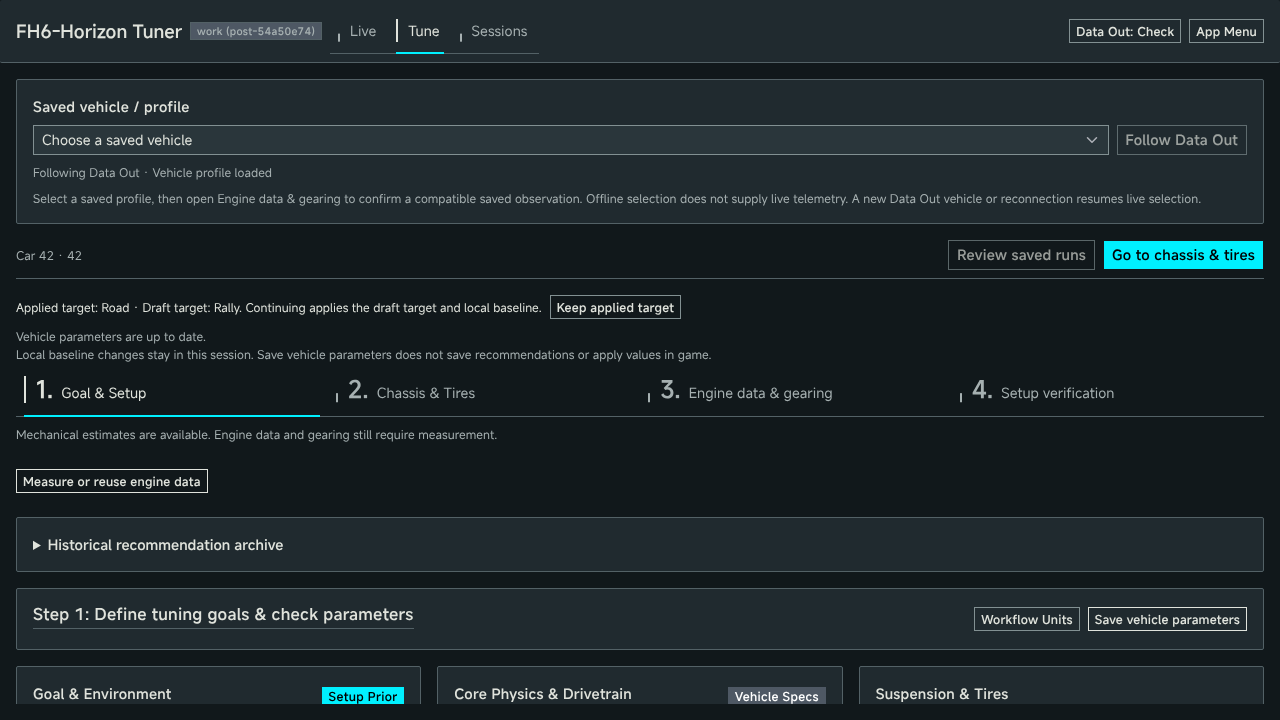 FH6-Horizon Tuner
work (post-54a50e74)
Live
Tune
Sessions
Data Out: Check
App Menu
Saved vehicle / profile
Choose a saved vehicle
Follow Data Out
Following Data Out · Vehicle profile loaded
Select a saved profile, then open Engine data & gearing to confirm a compatible saved observation. Offline selection does not supply live telemetry. A new Data Out vehicle or reconnection resumes live selection.
Car 42 · 42
Review saved runs
Go to chassis & tires
Applied target: Road · Draft target: Rally. Continuing applies the draft target and local baseline.
Keep applied target
Vehicle parameters are up to date.
Local baseline changes stay in this session. Save vehicle parameters does not save recommendations or apply values in game.
1. Goal & Setup
2. Chassis & Tires
3. Engine data & gearing
4. Setup verification
Mechanical estimates are available. Engine data and gearing still require measurement.
Measure or reuse engine data
Historical recommendation archive
Step 1: Define tuning goals & check parameters
Workflow Units
Save vehicle parameters
Goal & Environment
Setup Prior
Core Physics & Drivetrain
Vehicle Specs
Suspension & Tires